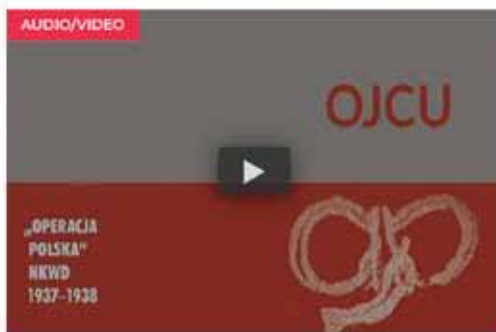 AUDIO/VIDEO
OJCU
„OPERACJA
POLSKA”
NKWD
1937–1938